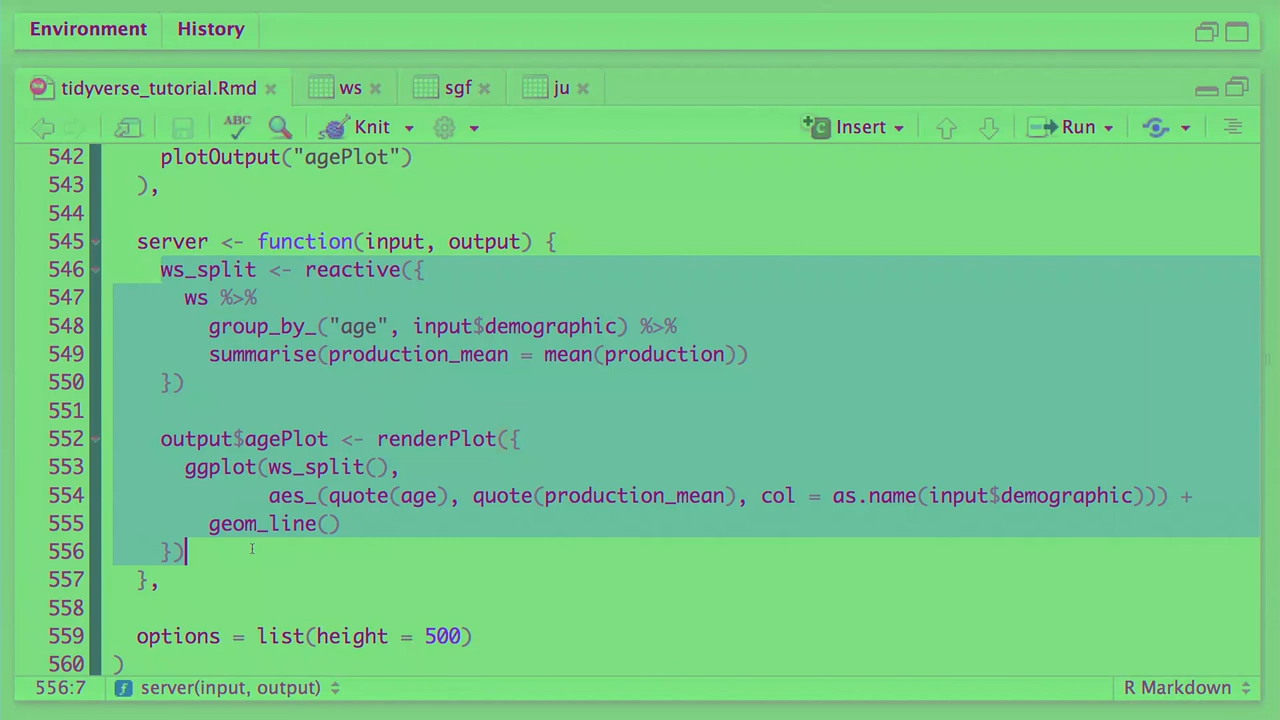 Environment History
tidyverse_tutorial.Rmd ws sgf ju
ABC Knit Insert Run
542 plotOutput("agePlot")
543 ),
544
545 server <- function(input, output) {
546 ws_split <- reactive({
547 ws %>%
548 group_by_("age", input$demographic) %>%
549 summarise(production_mean = mean(production))
550 })
551
552 output$agePlot <- renderPlot({
553 ggplot(ws_split(),
554 aes_(quote(age), quote(production_mean), col = as.name(input$demographic))) +
555 geom_line()
556 })
557 },
558
559 options = list(height = 500)
560 )
556:7 server(input, output) R Markdown